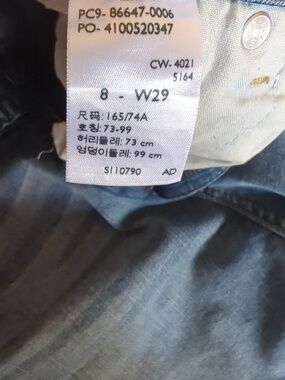 PC9- 86647-0006
PO- 4100520347
CW- 4021
5164
8 - W29
尺码: 165/74A
호칭: 73-99
허리둘레: 73 cm
엉덩이둘레: 99 cm
S110790 AD